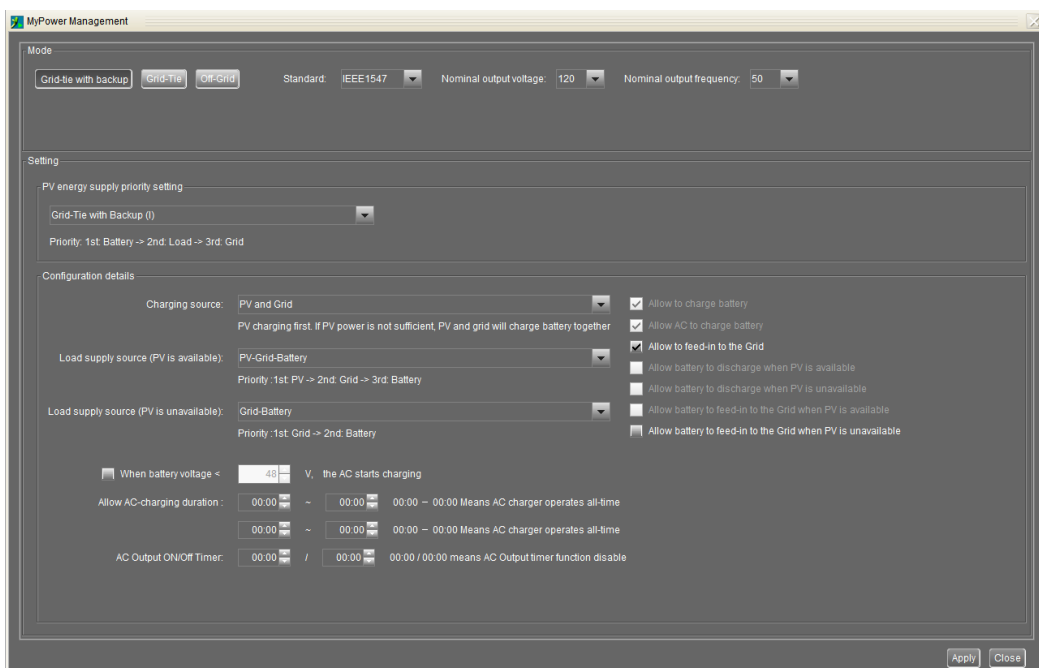 MyPower Management
Mode
Grid-tie with backup Grid-Tie Off-Grid Standard: IEEE1547 Nominal output voltage: 120 Nominal output frequency: 50
Setting
PV energy supply priority setting
Grid-Tie with Backup (I)
Priority: 1st: Battery -> 2nd: Load -> 3rd: Grid
Configuration details
Charging source: PV and Grid
PV charging first. If PV power is not sufficient, PV and grid will charge battery together
Load supply source (PV is available): PV-Grid-Battery
Priority :1st: PV -> 2nd: Grid -> 3rd: Battery
Load supply source (PV is unavailable): Grid-Battery
Priority :1st: Grid -> 2nd: Battery
Allow to charge battery
Allow AC to charge battery
Allow to feed-in to the Grid
Allow battery to discharge when PV is available
Allow battery to discharge when PV is unavailable
Allow battery to feed-in to the Grid when PV is available
Allow battery to feed-in to the Grid when PV is unavailable
When battery voltage < 48 V, the AC starts charging
Allow AC-charging duration : 00:00 ~ 00:00 00:00 – 00:00 Means AC charger operates all-time
00:00 ~ 00:00 00:00 – 00:00 Means AC charger operates all-time
AC Output ON/Off Timer: 00:00 / 00:00 00:00 / 00:00 means AC Output timer function disable
Apply Close